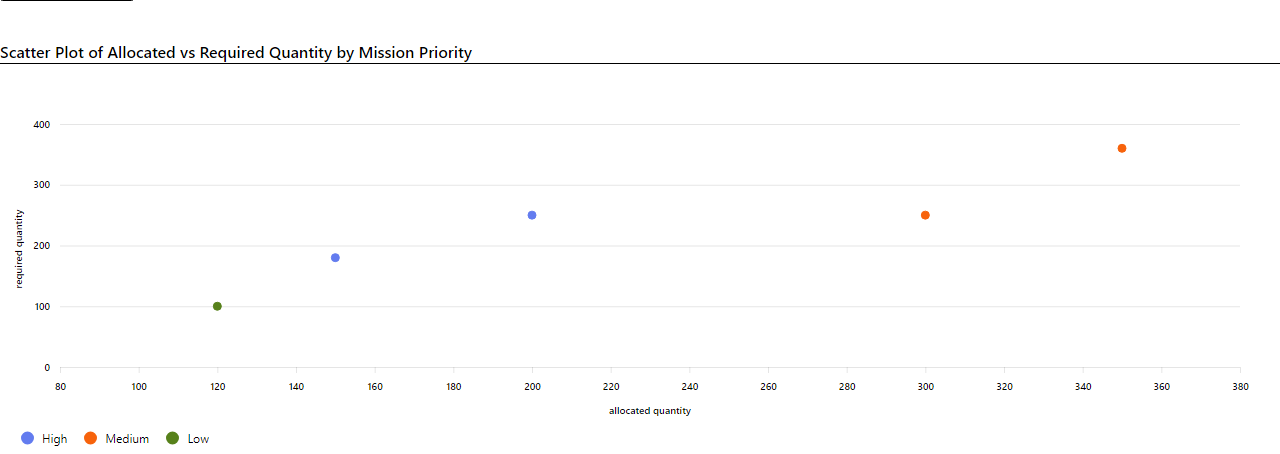 Scatter Plot of Allocated vs Required Quantity by Mission Priority
400
300
200
100
0
required quantity
80 100 120 140 160 180 200 220 240 260 280 300 320 340 360 380
allocated quantity
High Medium Low